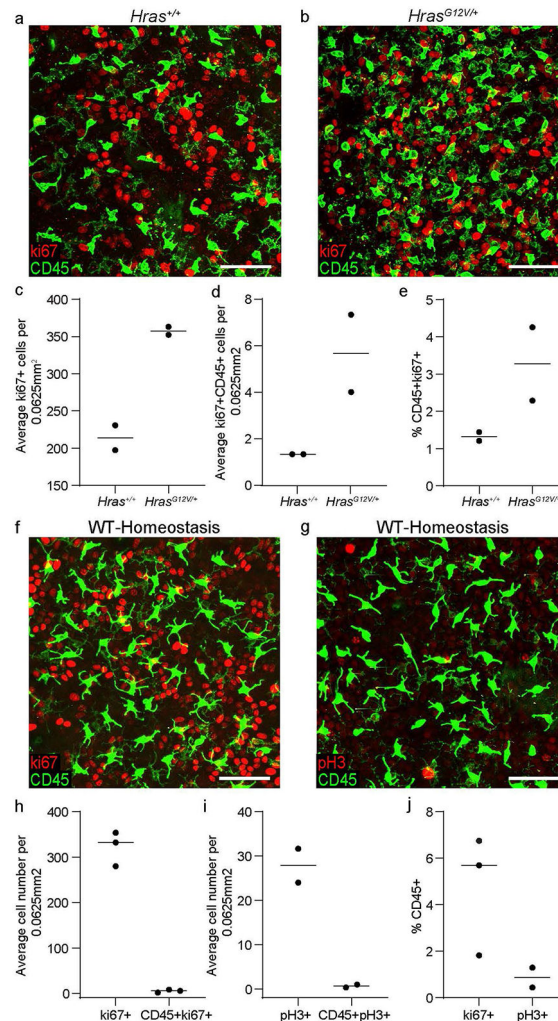 a
Hras+/+
b
HrasG12V/+
ki67
CD45
ki67
CD45
c
Average ki67+ cells per
0.0625mm²
400
350
300
250
200
150
Hras+/+
HrasG12V/+
d
Average ki67+CD45+ cells per
0.0625mm2
8
6
4
2
0
Hras+/+
HrasG12V/+
e
% CD45+ki67+
5
4
3
2
1
0
Hras+/+
HrasG12V/+
f
WT-Homeostasis
g
WT-Homeostasis
ki67
CD45
pH3
CD45
h
Average cell number per
0.0625mm2
400
300
200
100
0
ki67+
CD45+ki67+
i
Average cell number per
0.0625mm2
40
30
20
10
0
pH3+
CD45+pH3+
j
% CD45+
8
6
4
2
0
ki67+
pH3+